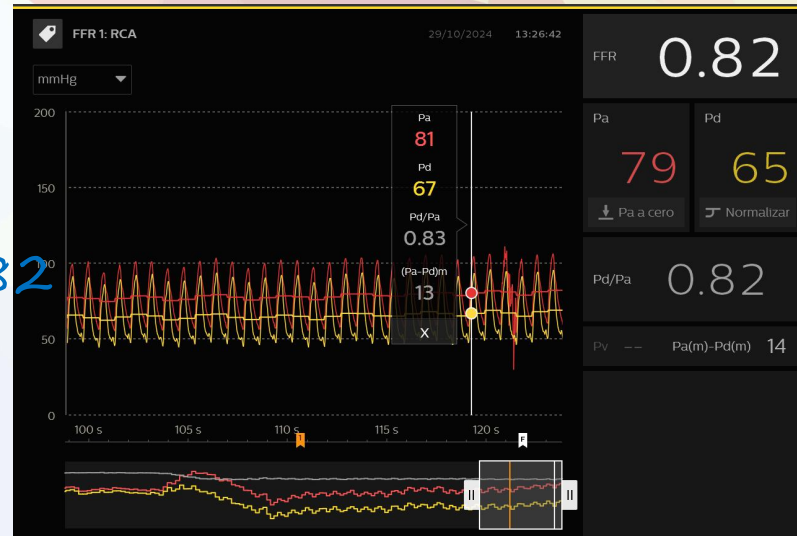 FFR 1: RCA
29/10/2024 13:26:42
mmHg
200
150
100
50
0
Pa
81
Pd
67
Pd/Pa
0.83
(Pa-Pd)m
13
X
82
100 s 105 s 110 s 115 s 120 s
1
F
FFR 0.82
Pa
79
Pa a cero
Pd
65
Normalizar
Pd/Pa 0.82
Pv -- Pa(m)-Pd(m) 14